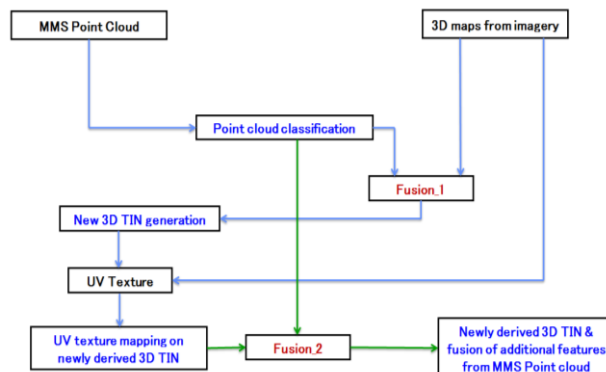 MMS Point Cloud
3D maps from imagery
Point cloud classification
Fusion_1
New 3D TIN generation
UV Texture
UV texture mapping on
newly derived 3D TIN
Fusion_2
Newly derived 3D TIN &
fusion of additional features
from MMS Point cloud